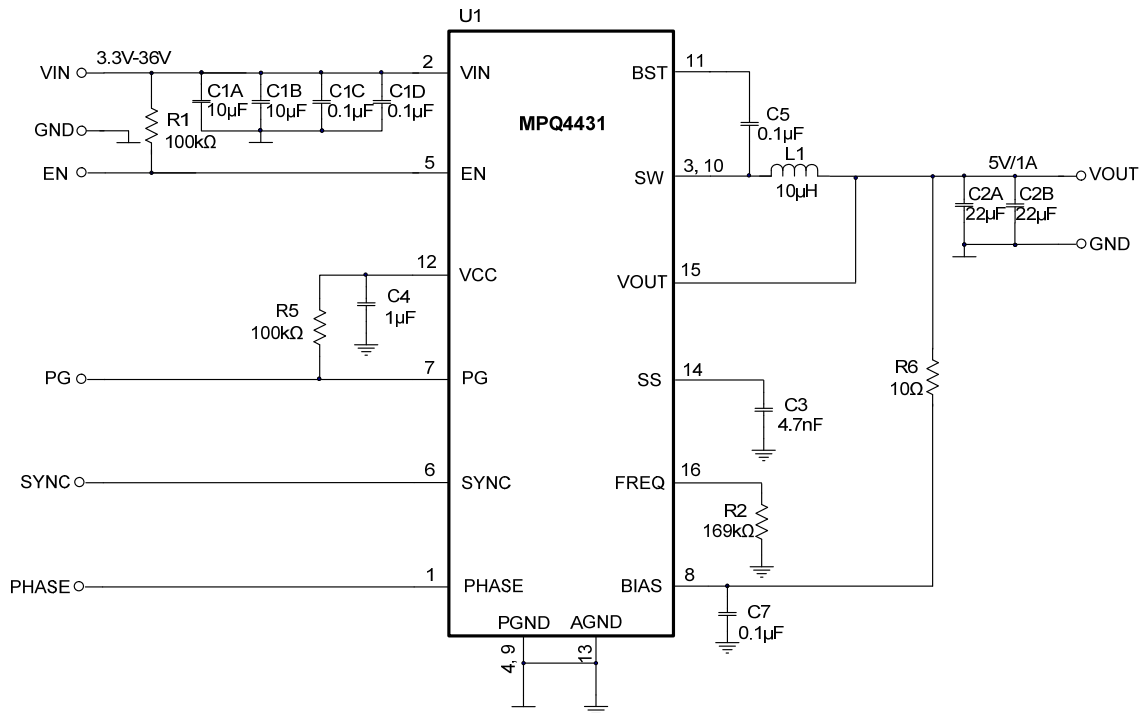 U1
3.3V-36V
VIN
2
VIN
C1A
10µF
C1B
10µF
C1C
0.1µF
C1D
0.1µF
GND
R1
100kΩ
EN
5
EN
MPQ4431
BST
11
C5
0.1µF
SW
3, 10
L1
10µH
5V/1A
VOUT
C2A
22µF
C2B
22µF
GND
12
VCC
C4
1µF
R5
100kΩ
VOUT
15
PG
7
PG
SS
14
C3
4.7nF
R6
10Ω
SYNC
6
SYNC
FREQ
16
R2
169kΩ
PHASE
1
PHASE
BIAS
8
C7
0.1µF
PGND
AGND
4, 9
13